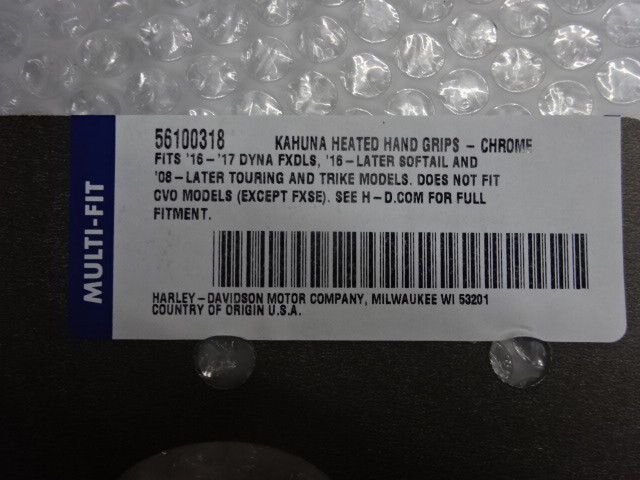 56100318 KAHUNA HEATED HAND GRIPS - CHROME
FITS '16-'17 DYNA FXDLS, '16-LATER SOFTAIL AND
'08-LATER TOURING AND TRIKE MODELS. DOES NOT FIT
CVO MODELS (EXCEPT FXSE). SEE H-D.COM FOR FULL
FITMENT.
MULTI-FIT
HARLEY-DAVIDSON MOTOR COMPANY, MILWAUKEE WI 53201
COUNTRY OF ORIGIN U.S.A.